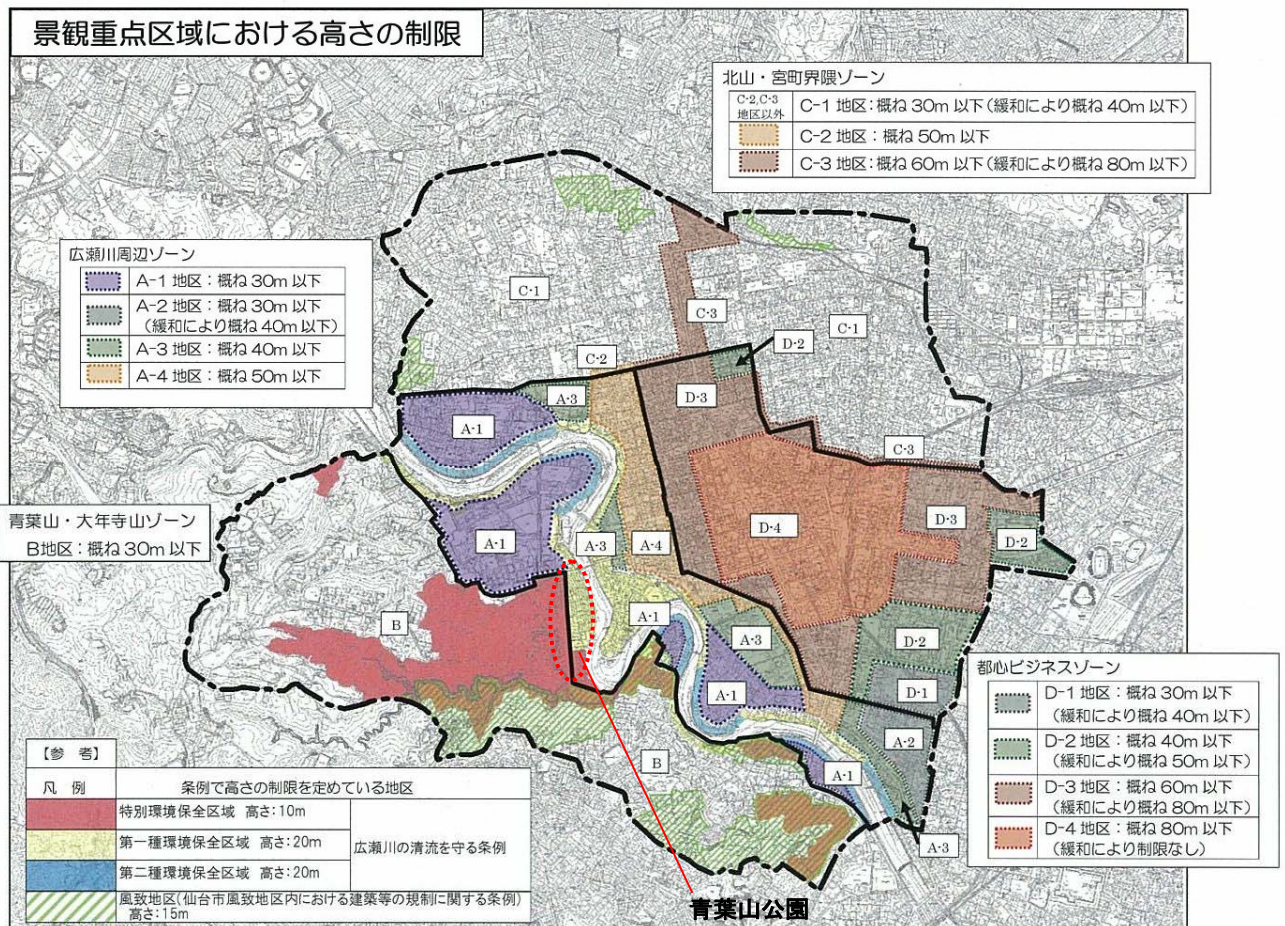 景観重点区域における高さの制限
北山・宮町界隈ゾーン
C-2,C-3
地区以外
C-1 地区：概ね 30m 以下（緩和により概ね 40m 以下）
C-2 地区：概ね 50m 以下
C-3 地区：概ね 60m 以下（緩和により概ね 80m 以下）
広瀬川周辺ゾーン
A-1 地区：概ね 30m 以下
A-2 地区：概ね 30m 以下
（緩和により概ね 40m 以下）
A-3 地区：概ね 40m 以下
A-4 地区：概ね 50m 以下
C-1
C-3
C-1
D-2
C-2
A-3
D-3
A-1
C-3
青葉山・大年寺山ゾーン
B地区：概ね 30m 以下
D-4
D-3
D-2
A-1
A-3
A-4
B
A-1
A-3
D-2
A-1
D-1
A-2
B
A-1
A-3
都心ビジネスゾーン
D-1 地区：概ね 30m 以下
（緩和により概ね 40m 以下）
D-2 地区：概ね 40m 以下
（緩和により概ね 50m 以下）
D-3 地区：概ね 60m 以下
（緩和により概ね 80m 以下）
D-4 地区：概ね 80m 以下
（緩和により制限なし）
【参 考】
凡 例
条例で高さの制限を定めている地区
特別環境保全区域 高さ：10m
第一種環境保全区域 高さ：20m
第二種環境保全区域 高さ：20m
広瀬川の清流を守る条例
風致地区（仙台市風致地区内における建築等の規制に関する条例）
高さ：15m
青葉山公園